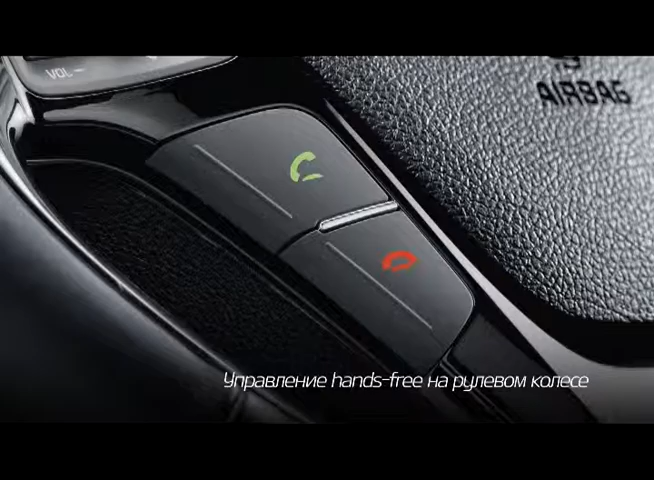 VOL –
AIRBAG
Управление hands-free на рулевом колесе